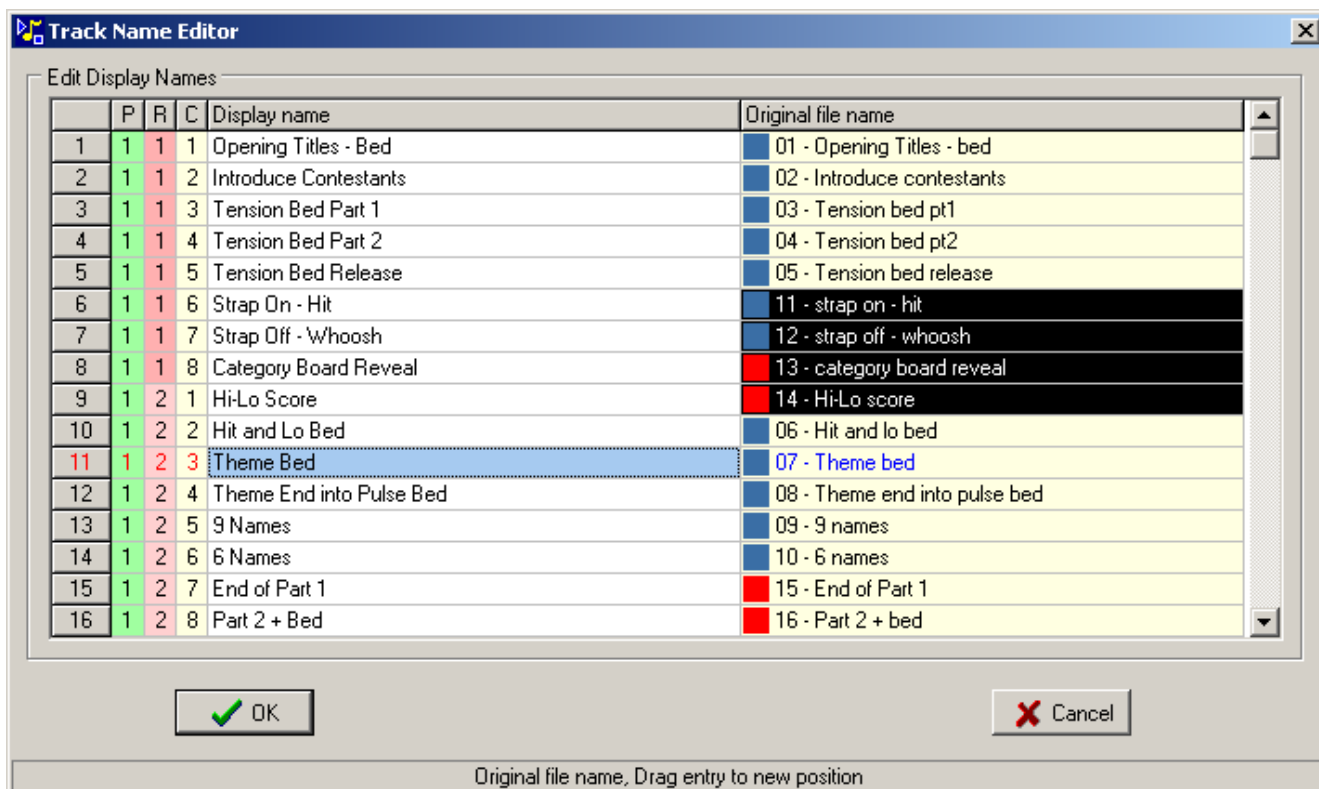 Track Name Editor
Edit Display Names
P R C Display name Original file name
1 1 1 1 Opening Titles - Bed 01 - Opening Titles - bed
2 1 1 2 Introduce Contestants 02 - Introduce contestants
3 1 1 3 Tension Bed Part 1 03 - Tension bed pt1
4 1 1 4 Tension Bed Part 2 04 - Tension bed pt2
5 1 1 5 Tension Bed Release 05 - Tension bed release
6 1 1 6 Strap On - Hit 11 - strap on - hit
7 1 1 7 Strap Off - Whoosh 12 - strap off - whoosh
8 1 1 8 Category Board Reveal 13 - category board reveal
9 1 2 1 Hi-Lo Score 14 - Hi-Lo score
10 1 2 2 Hit and Lo Bed 06 - Hit and lo bed
11 1 2 3 Theme Bed 07 - Theme bed
12 1 2 4 Theme End into Pulse Bed 08 - Theme end into pulse bed
13 1 2 5 9 Names 09 - 9 names
14 1 2 6 6 Names 10 - 6 names
15 1 2 7 End of Part 1 15 - End of Part 1
16 1 2 8 Part 2 + Bed 16 - Part 2 + bed
OK Cancel
Original file name, Drag entry to new position